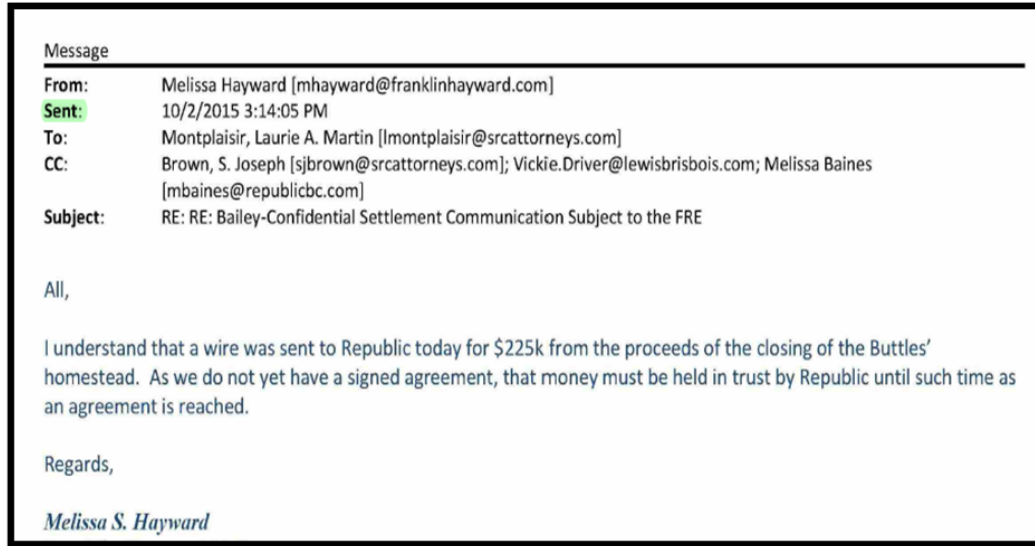 Message
From: Melissa Hayward [mhayward@franklinhayward.com]
Sent: 10/2/2015 3:14:05 PM
To: Montplaisir, Laurie A. Martin [lmontplaisir@srcattorneys.com]
CC: Brown, S. Joseph [sjbrown@srcattorneys.com]; Vickie.Driver@lewisbrisbois.com; Melissa Baines
[mbaines@republicbc.com]
Subject: RE: RE: Bailey-Confidential Settlement Communication Subject to the FRE
All,
I understand that a wire was sent to Republic today for $225k from the proceeds of the closing of the Buttles'
homestead. As we do not yet have a signed agreement, that money must be held in trust by Republic until such time as
an agreement is reached.
Regards,
Melissa S. Hayward